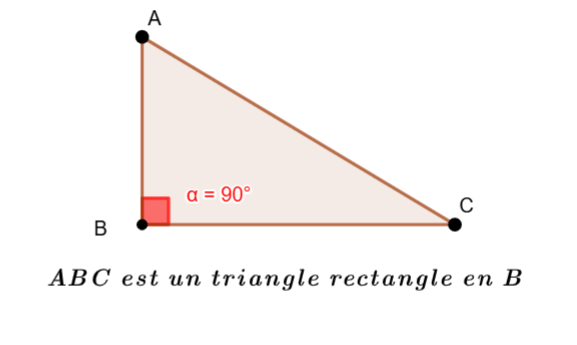 A
α = 90°
C
B
ABC est un triangle rectangle en B